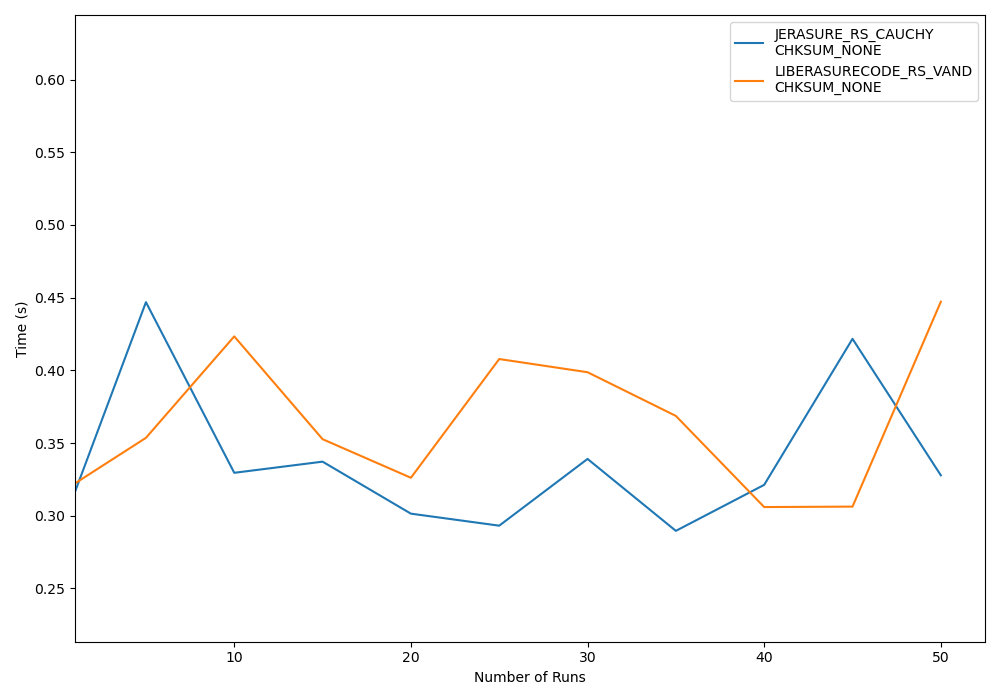 JERASURE_RS_CAUCHY
CHKSUM_NONE
LIBERASURECODE_RS_VAND
CHKSUM_NONE
0.60
0.55
0.50
0.45
0.40
0.35
0.30
0.25
Time (s)
10
20
30
40
50
Number of Runs